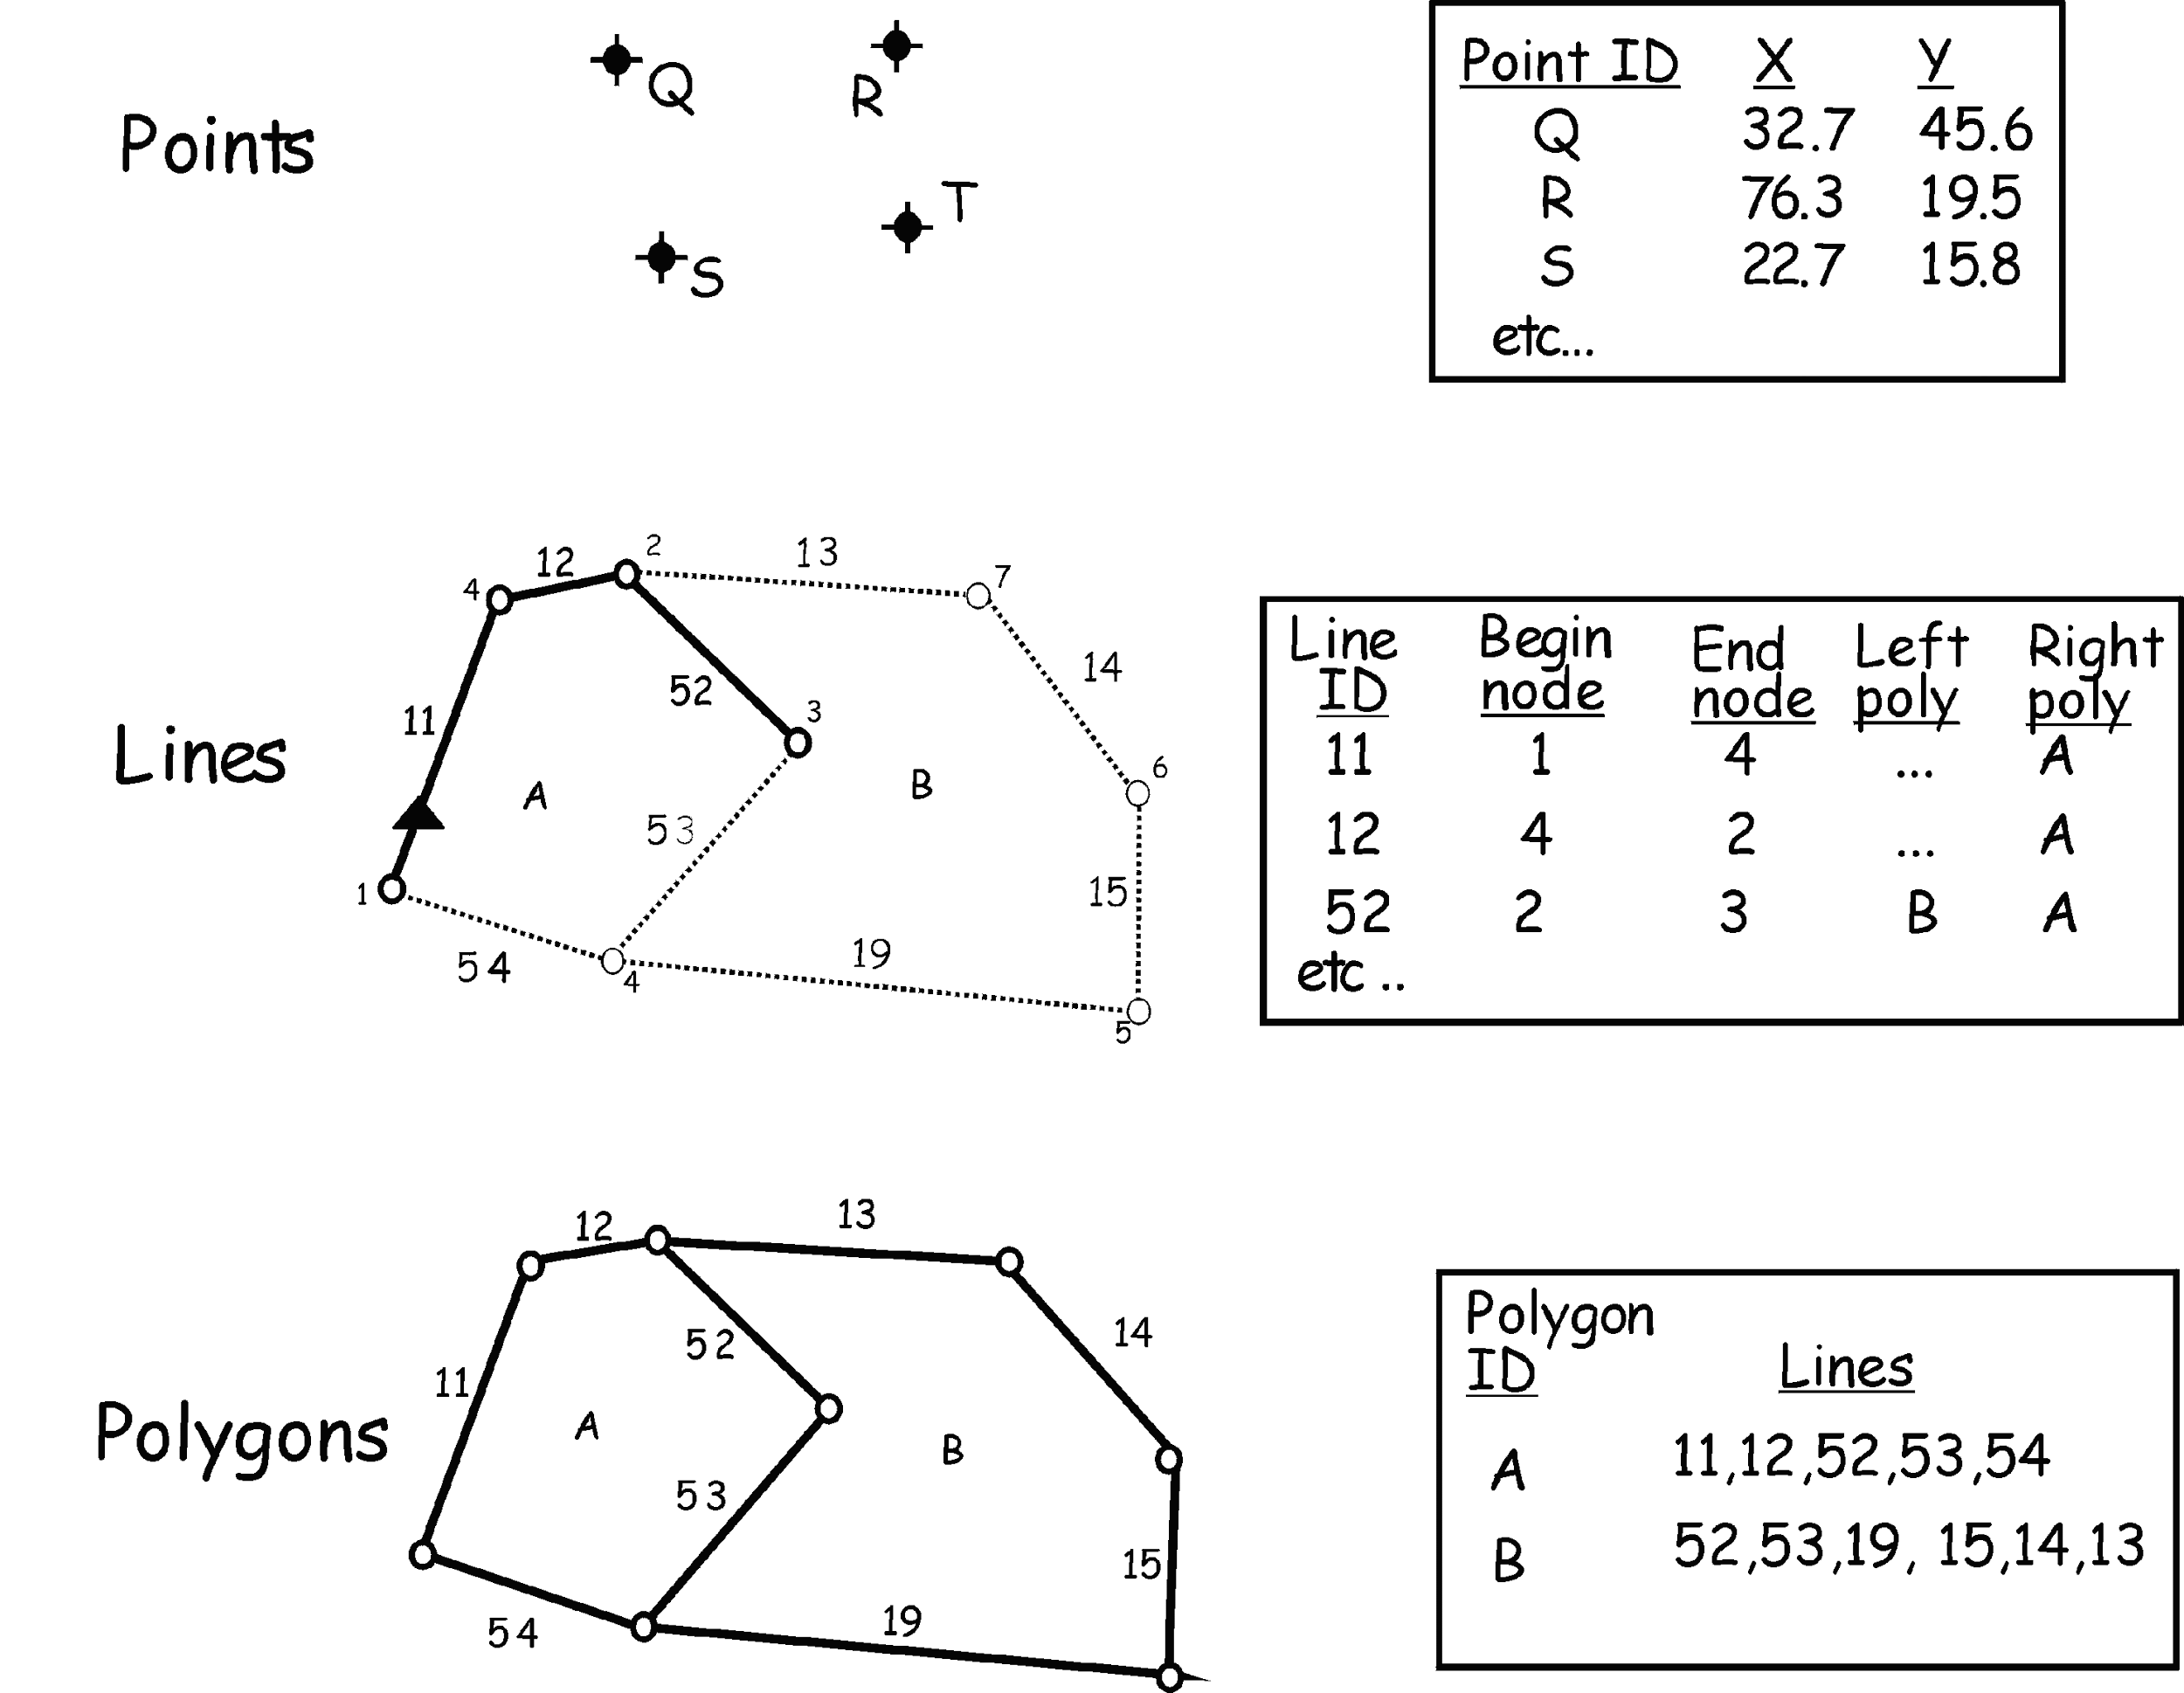 Points
Q
R
S
T
Point ID X Y
Q 32.7 45.6
R 76.3 19.5
S 22.7 15.8
etc...
Lines
4
12
2
13
7
11
52
3
14
A
B
6
53
1
15
54
4
19
5
Line Begin End Left Right
ID node node poly poly
11 1 4 ... A
12 4 2 ... A
52 2 3 B A
etc ..
Polygons
12
13
11
52
14
A
B
53
15
54
19
Polygon
ID Lines
A 11,12,52,53,54
B 52,53,19, 15,14,13